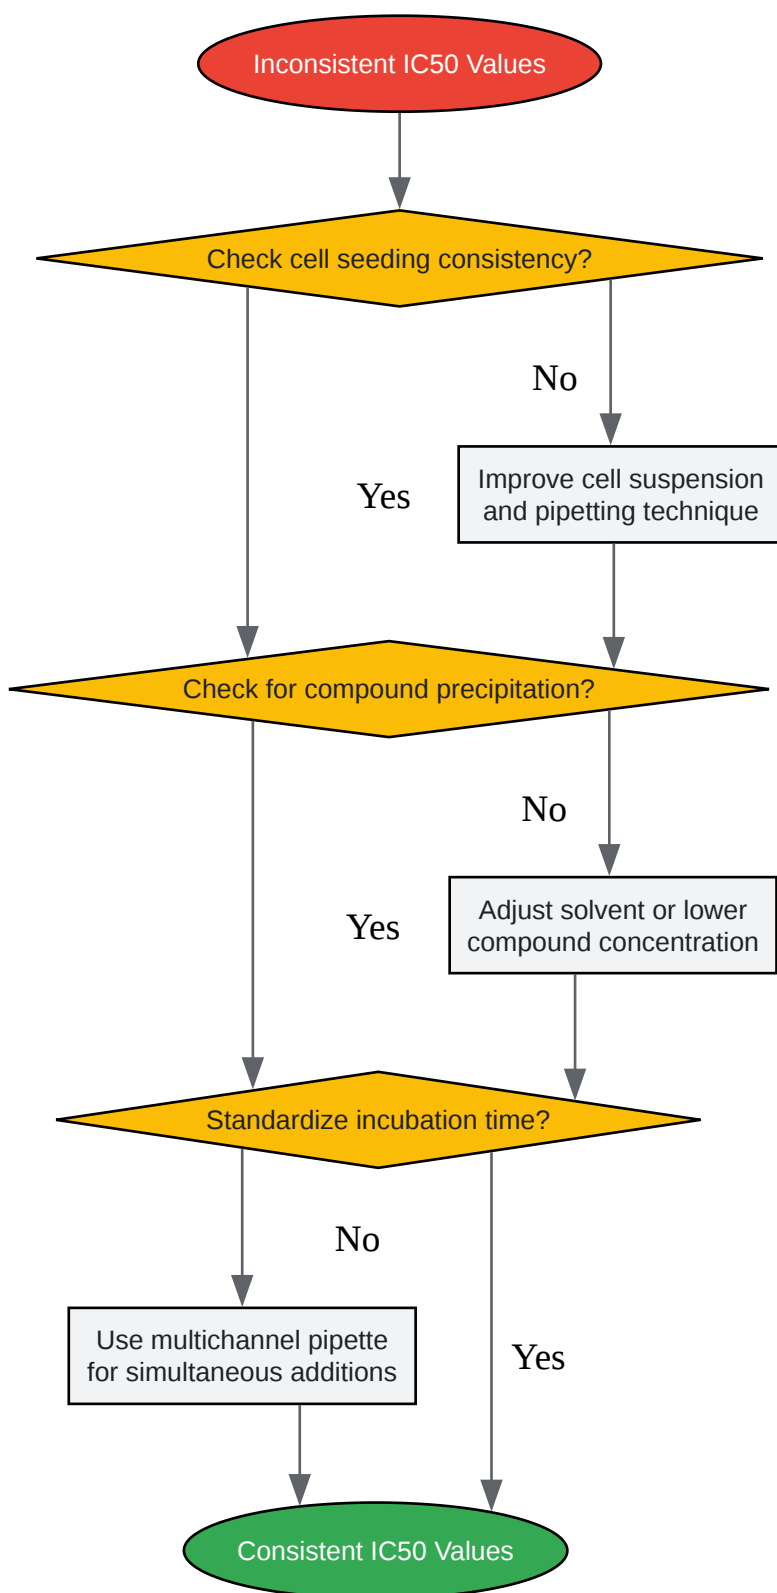 Inconsistent IC50 Values
Check cell seeding consistency?
No
Yes
Improve cell suspension
and pipetting technique
Check for compound precipitation?
No
Yes
Adjust solvent or lower
compound concentration
Standardize incubation time?
No
Use multichannel pipette
for simultaneous additions
Yes
Consistent IC50 Values